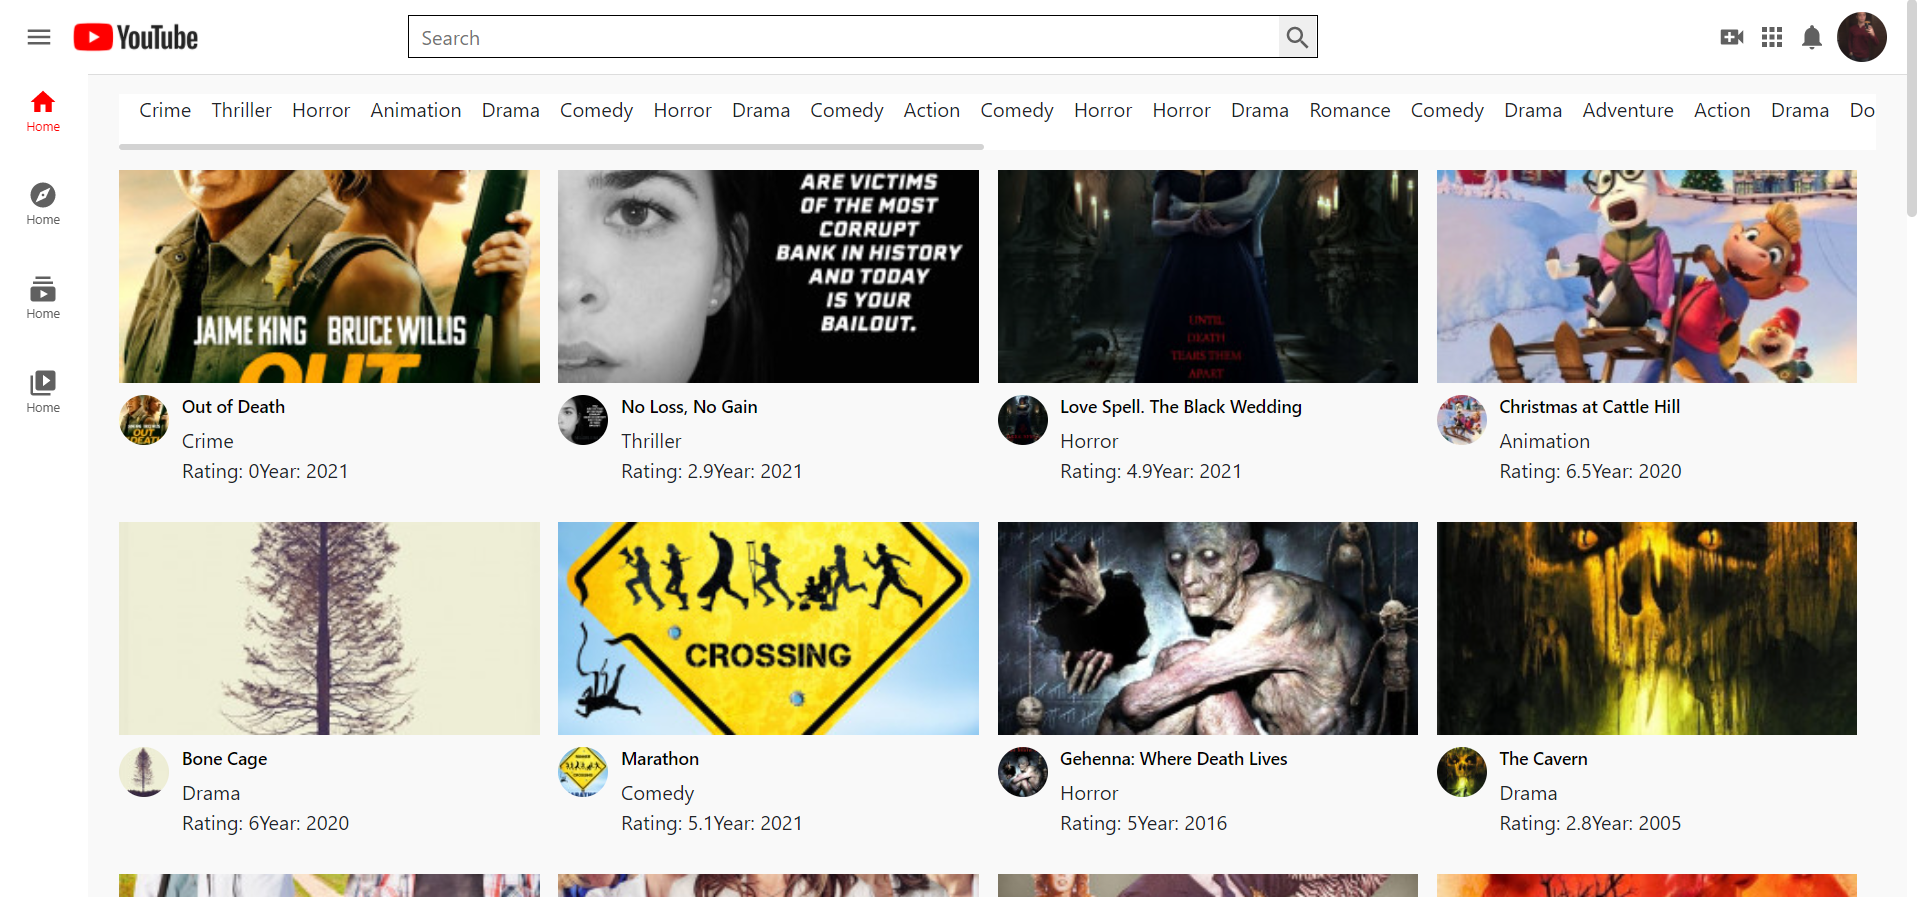 YouTube
Search
Home
Home
Home
Home
Crime Thriller Horror Animation Drama Comedy Horror Drama Comedy Action Comedy Horror Horror Drama Romance Comedy Drama Adventure Action Drama Do
JAIME KING BRUCE WILLIS
OUT
ARE VICTIMS
OF THE MOST
CORRUPT
BANK IN HISTORY
AND TODAY
IS YOUR
BAILOUT.
UNTIL
DEATH
TEARS THEM
APART
Out of Death
Crime
Rating: 0Year: 2021
No Loss, No Gain
Thriller
Rating: 2.9Year: 2021
Love Spell. The Black Wedding
Horror
Rating: 4.9Year: 2021
Christmas at Cattle Hill
Animation
Rating: 6.5Year: 2020
CROSSING
Bone Cage
Drama
Rating: 6Year: 2020
Marathon
Comedy
Rating: 5.1Year: 2021
Gehenna: Where Death Lives
Horror
Rating: 5Year: 2016
The Cavern
Drama
Rating: 2.8Year: 2005